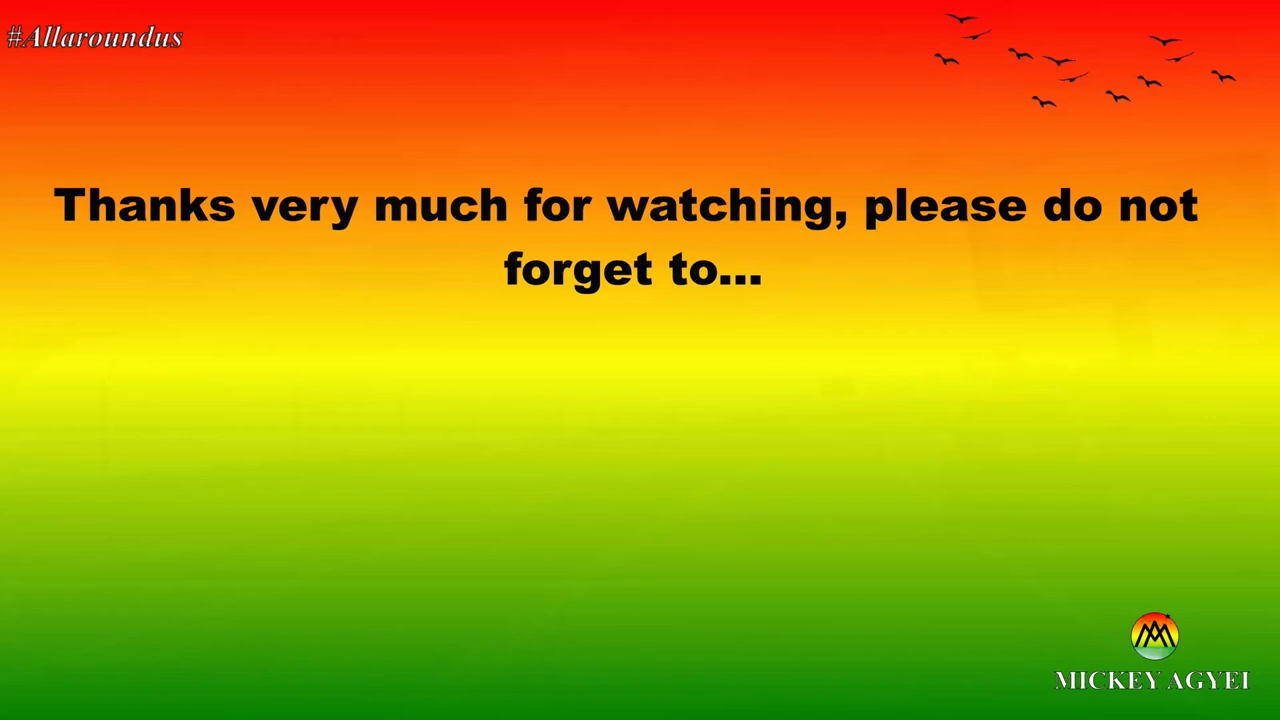 #Allaroundus
Thanks very much for watching, please do not
forget to...
MICKEY AGYEI